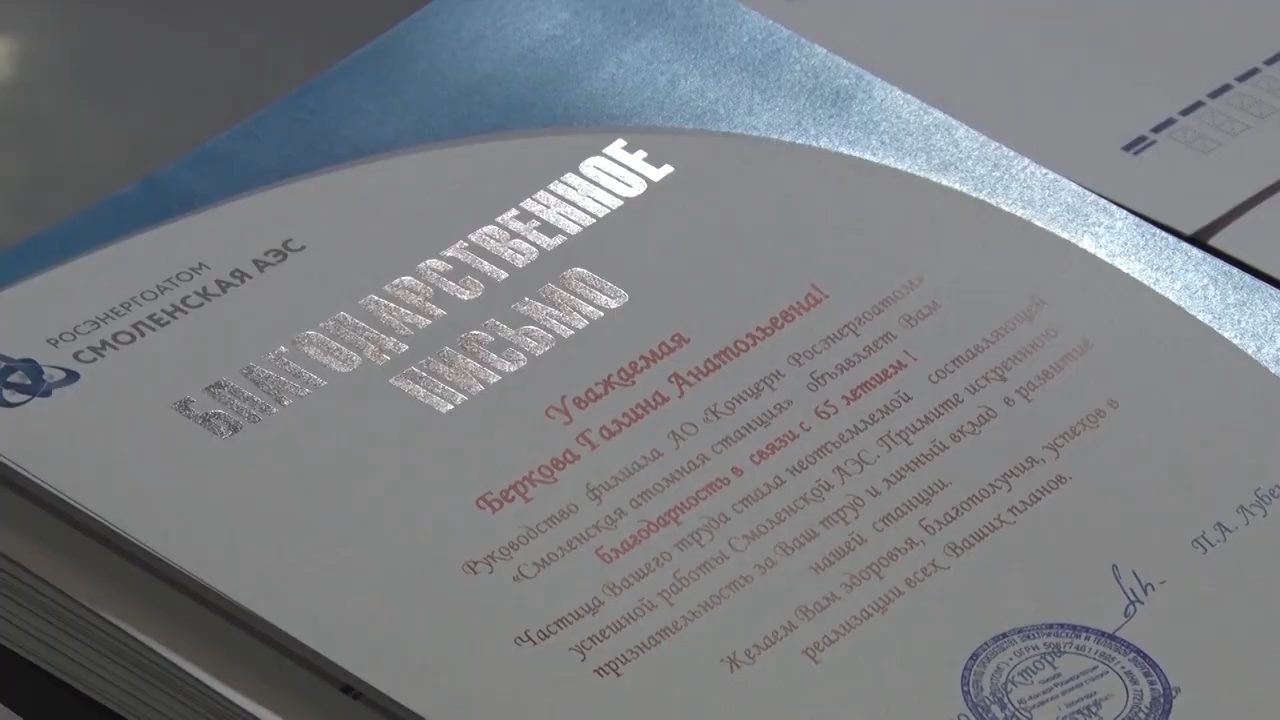 РОСЭНЕРГОАТОМ
СМОЛЕНСКАЯ АЭС
БЛАГОДАРСТВЕННОЕ
ПИСЬМО
Уважаемая
Беркова Галина Анатольевна!
Руководство филиала АО «Концерн Росэнергоатом»
«Смоленская атомная станция» объявляет Вам
благодарность в связи с 65 летием!
Частица Вашего труда стала неотъемлемой составляющей
успешной работы Смоленской АЭС. Примите искреннюю
признательность за Ваш труд и личный вклад в развитие
нашей станции.
Желаем Вам здоровья, благополучия, успехов в
реализации всех Ваших планов.
П.А. Лубен